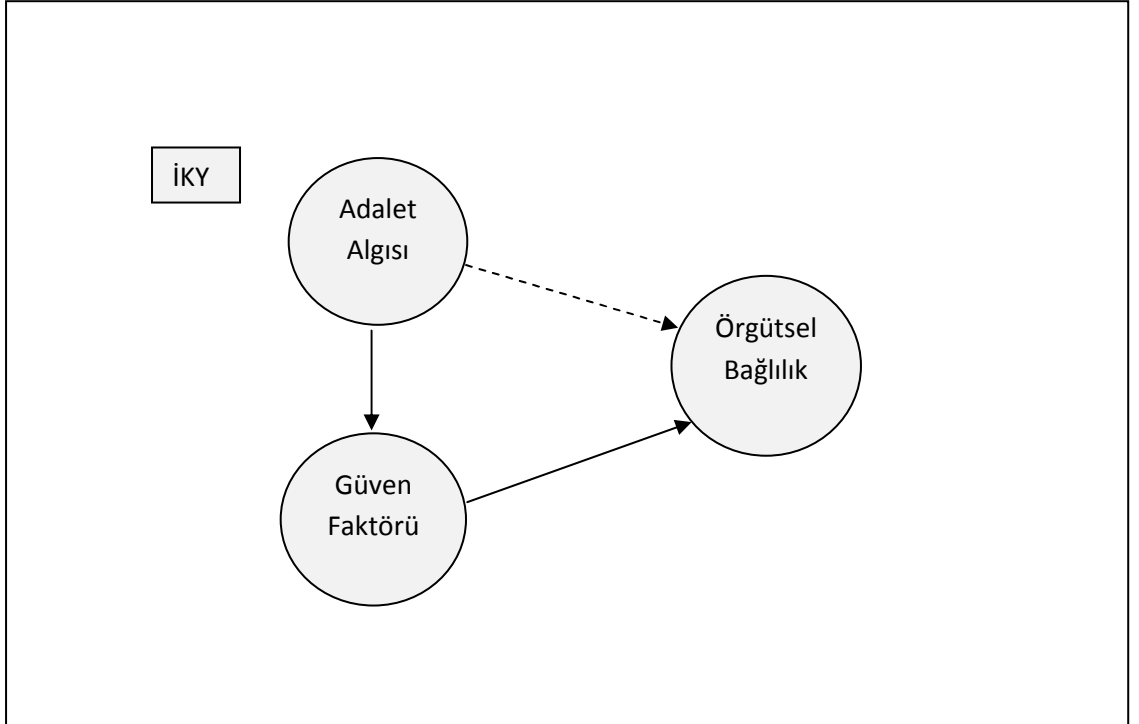 İKY
Adalet
Algısı
Örgütsel
Bağlılık
Güven
Faktörü